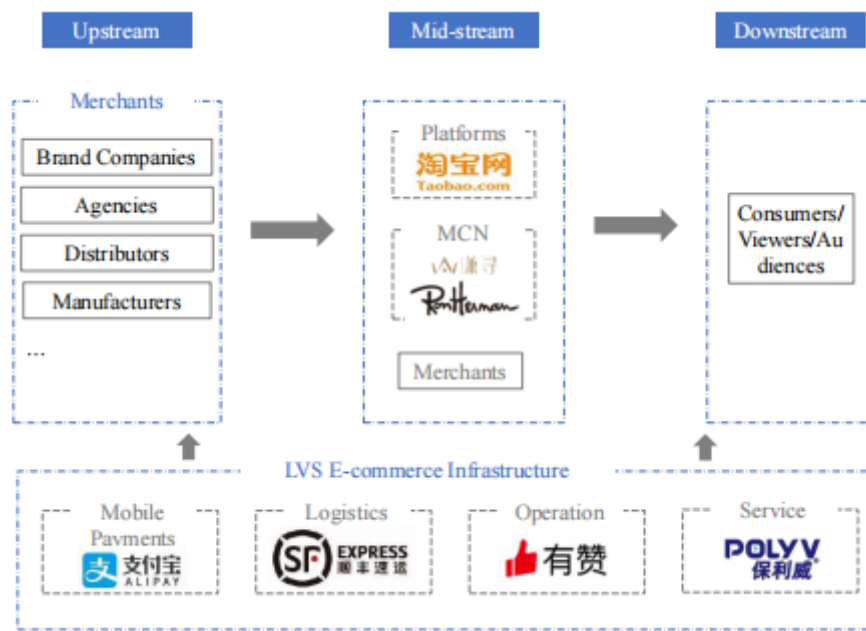 Upstream
Mid-stream
Downstream
Merchants
Brand Companies
Agencies
Distributors
Manufacturers
...
Platforms
淘宝网
Taobao.com
MCN
谦寻
RonHerman
Merchants
Consumers/
Viewers/Au
diences
LVS E-commerce Infrastructure
Mobile
Payments
支付宝
ALIPAY
Logistics
SF EXPRESS
顺丰速运
Operation
有赞
Service
POLYV
保利威